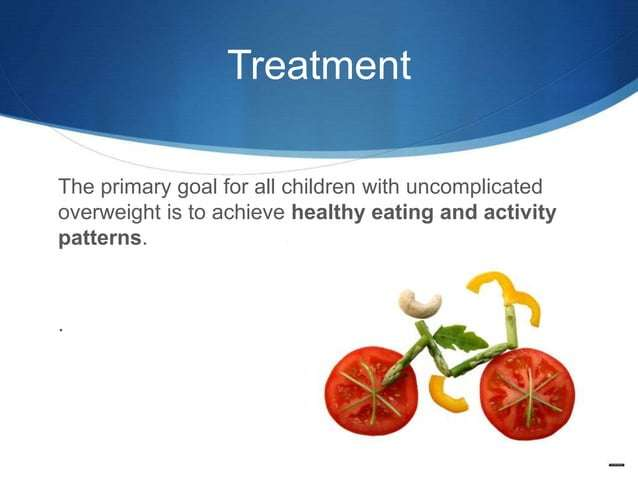 Treatment
The primary goal for all children with uncomplicated
overweight is to achieve healthy eating and activity
patterns.
.